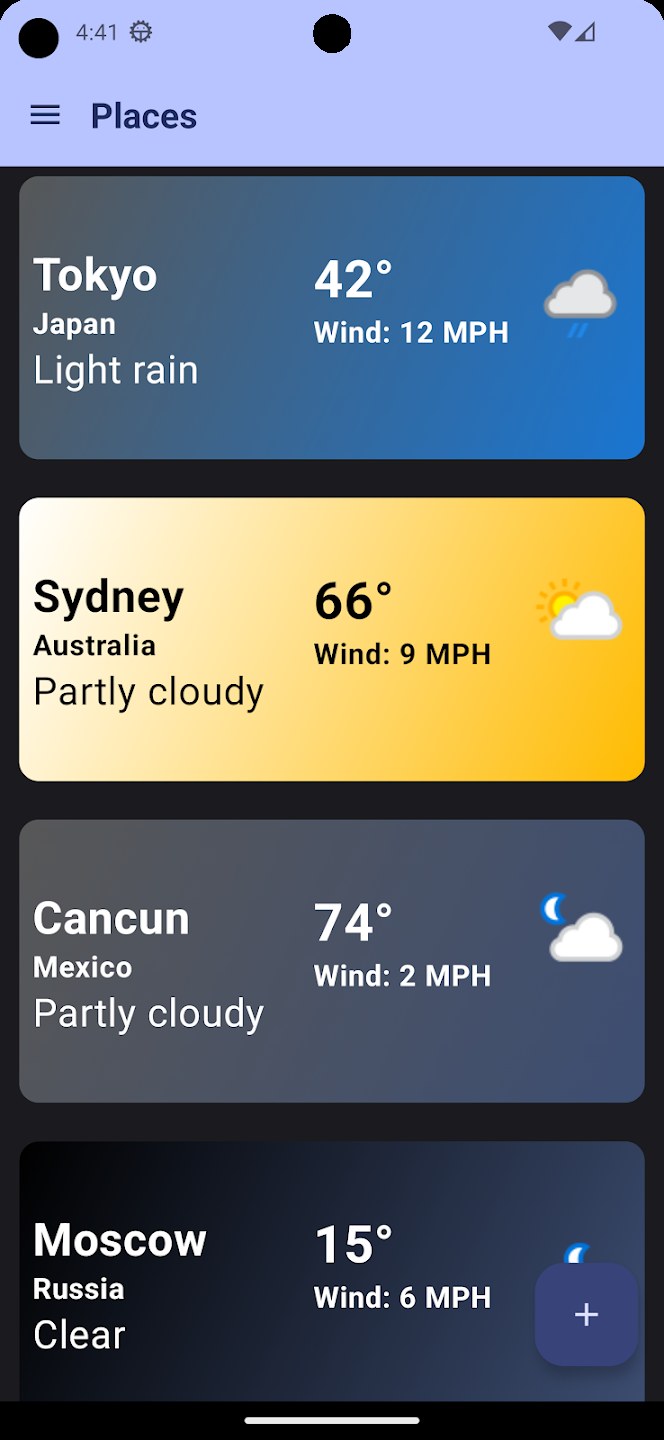 4:41
Places
Tokyo
Japan
Light rain
42°
Wind: 12 MPH
Sydney
Australia
Partly cloudy
66°
Wind: 9 MPH
Cancun
Mexico
Partly cloudy
74°
Wind: 2 MPH
Moscow
Russia
Clear
15°
Wind: 6 MPH
+